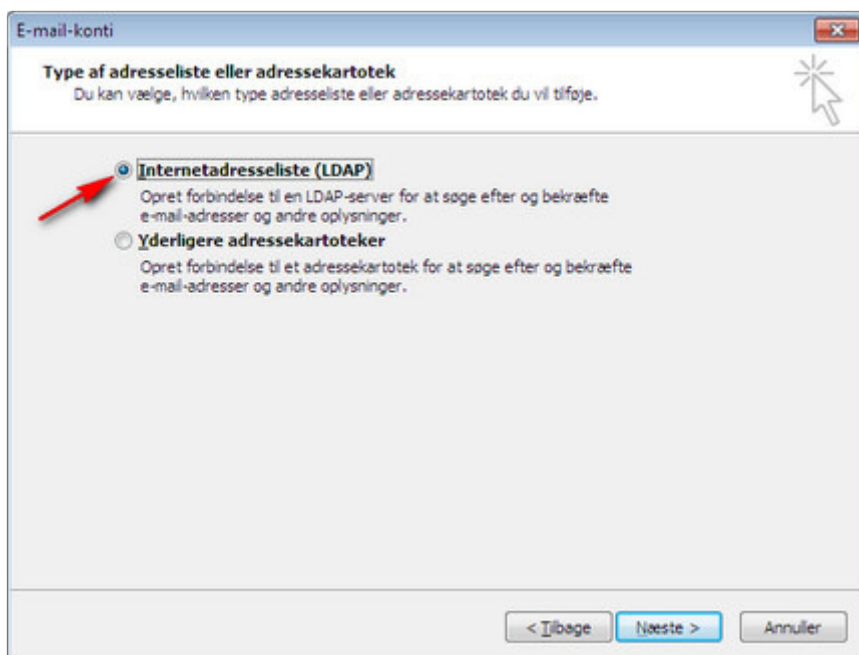 E-mail-konti
Type af adresseliste eller adressekartotek
Du kan vælge, hvilken type adresseliste eller adressekartotek du vil tilføje.
Internetadresseliste (LDAP)
Opret forbindelse til en LDAP-server for at søge efter og bekræfte
e-mail-adresser og andre oplysninger.
Yderligere adressekartoteker
Opret forbindelse til et adressekartotek for at søge efter og bekræfte
e-mail-adresser og andre oplysninger.
< Tilbage Næste > Annuller